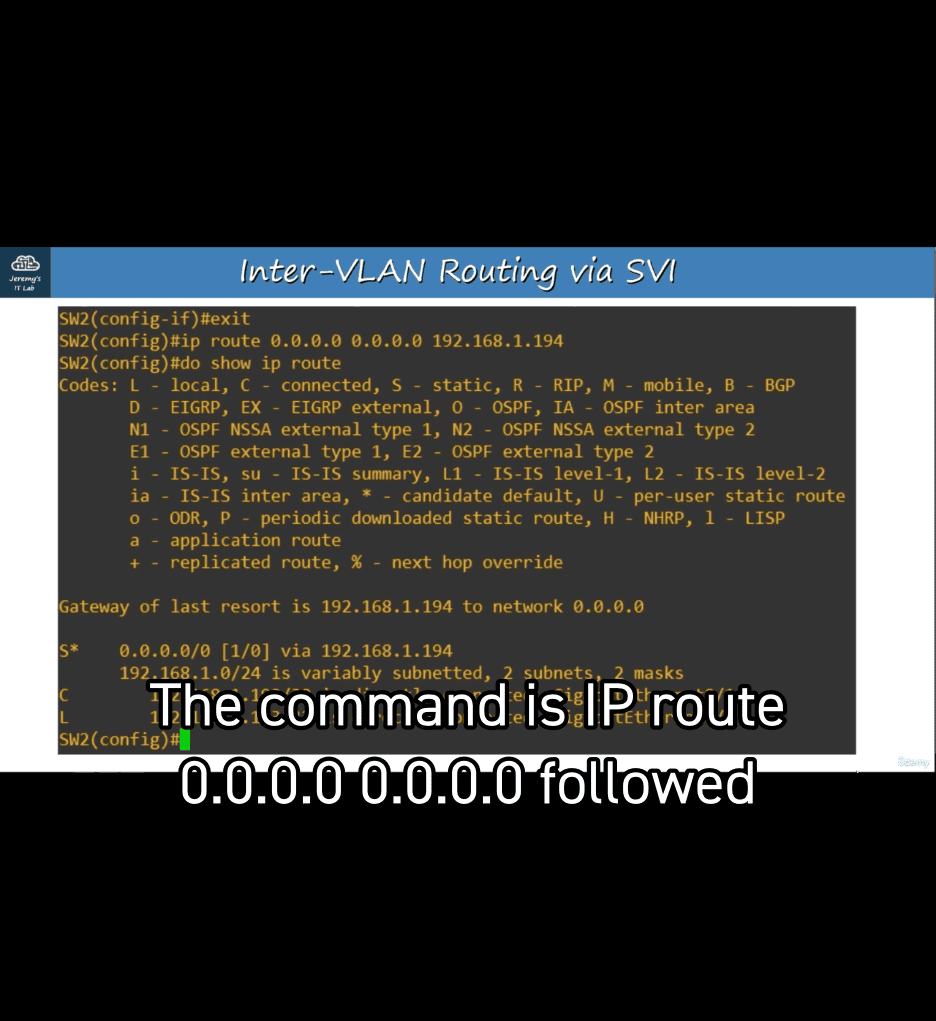 Jeremy's
IT Lab
Inter-VLAN Routing via SVI
SW2(config-if)#exit
SW2(config)#ip route 0.0.0.0 0.0.0.0 192.168.1.194
SW2(config)#do show ip route
Codes: L - local, C - connected, S - static, R - RIP, M - mobile, B - BGP
D - EIGRP, EX - EIGRP external, O - OSPF, IA - OSPF inter area
N1 - OSPF NSSA external type 1, N2 - OSPF NSSA external type 2
E1 - OSPF external type 1, E2 - OSPF external type 2
i - IS-IS, su - IS-IS summary, L1 - IS-IS level-1, L2 - IS-IS level-2
ia - IS-IS inter area, * - candidate default, U - per-user static route
o - ODR, P - periodic downloaded static route, H - NHRP, l - LISP
a - application route
+ - replicated route, % - next hop override
Gateway of last resort is 192.168.1.194 to network 0.0.0.0
S* 0.0.0.0/0 [1/0] via 192.168.1.194
192.168.1.0/24 is variably subnetted, 2 subnets, 2 masks
C
L
SW2(config)#
The command is IP route
0.0.0.0 0.0.0.0 followed
Udemy